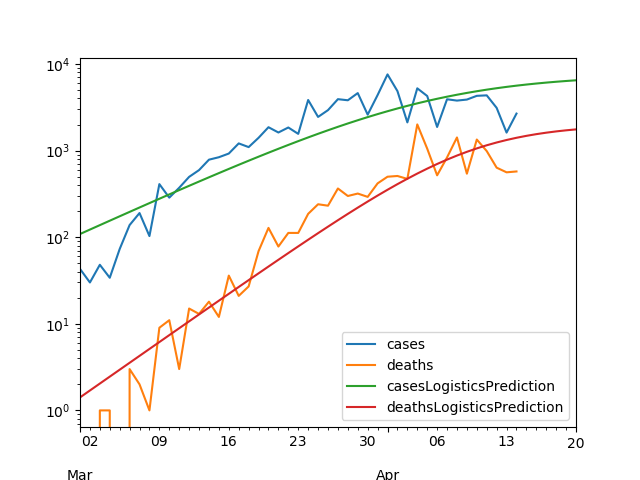 10⁴
10³
10²
10¹
10⁰
cases
deaths
casesLogisticsPrediction
deathsLogisticsPrediction
02 09 16 23 30 06 13 20
Mar Apr